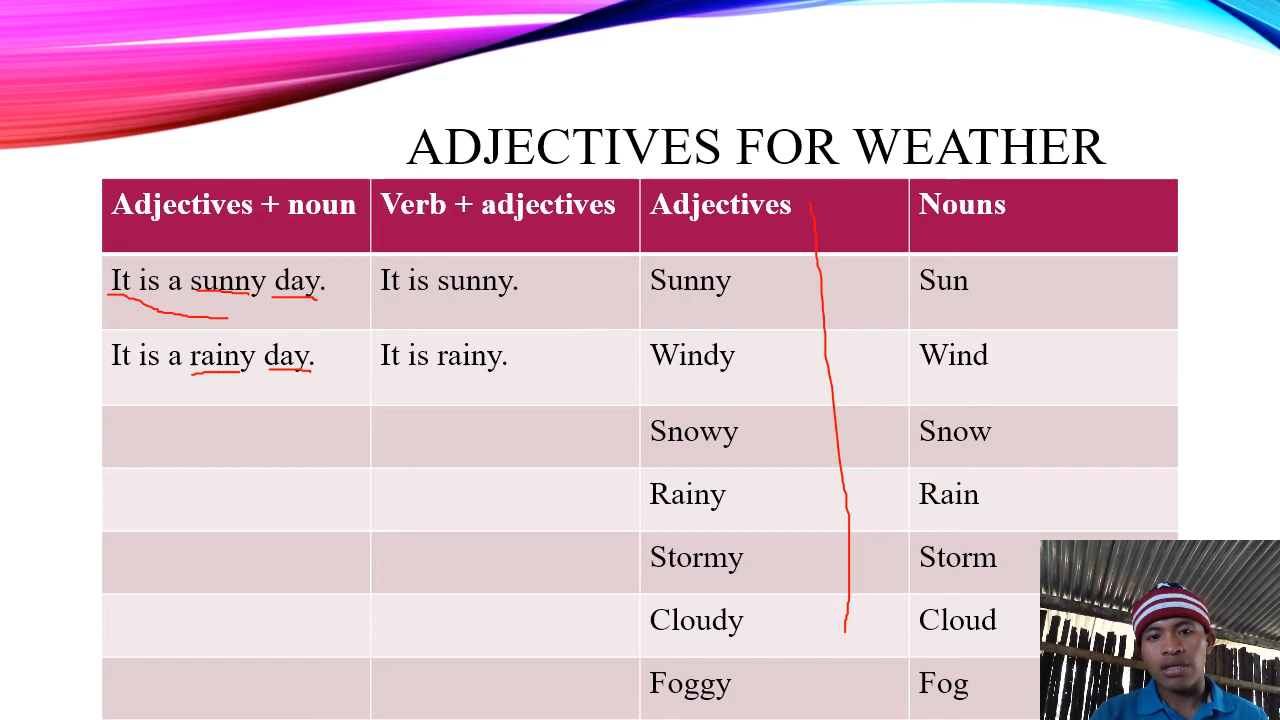 ADJECTIVES FOR WEATHER
Adjectives + noun Verb + adjectives Adjectives Nouns
It is a sunny day. It is sunny. Sunny Sun
It is a rainy day. It is rainy. Windy Wind
Snowy Snow
Rainy Rain
Stormy Storm
Cloudy Cloud
Foggy Fog